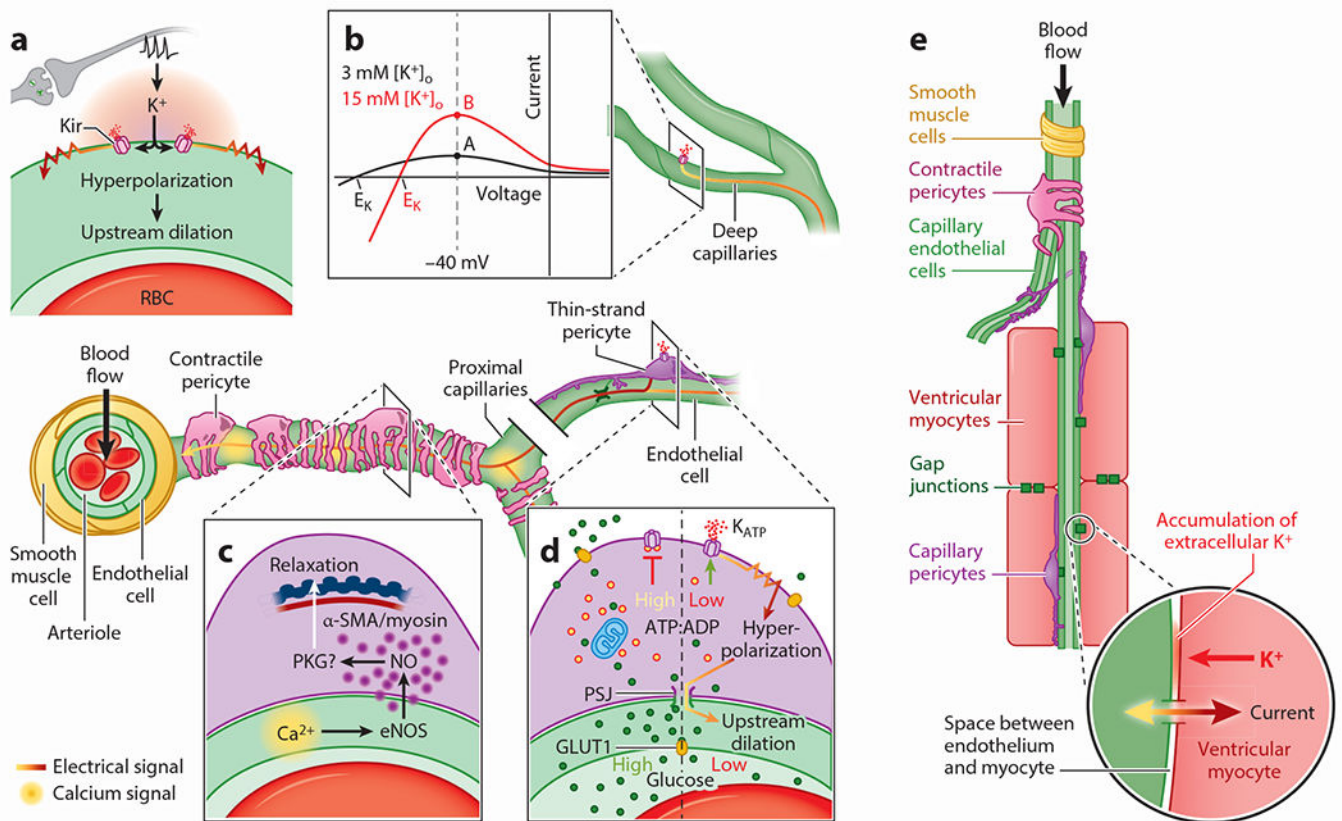 a
K⁺
Kir
Hyperpolarization
Upstream dilation
RBC
b
3 mM [K⁺]ₒ
15 mM [K⁺]ₒ
Current
B
A
Eₖ
Eₖ
Voltage
–40 mV
Deep
capillaries
Blood
flow
Contractile
pericyte
Proximal
capillaries
Thin-strand
pericyte
Endothelial
cell
Smooth
muscle
cell
Arteriole
Endothelial
cell
Electrical signal
Calcium signal
c
Relaxation
α-SMA/myosin
PKG?
NO
Ca²⁺
eNOS
d
K_ATP
High
Low
ATP:ADP
Hyper-
polarization
PSJ
Upstream
dilation
GLUT1
High
Low
Glucose
e
Blood
flow
Smooth
muscle
cells
Contractile
pericytes
Capillary
endothelial
cells
Ventricular
myocytes
Gap
junctions
Capillary
pericytes
Accumulation of
extracellular K⁺
K⁺
Current
Ventricular
myocyte
Space between
endothelium
and myocyte